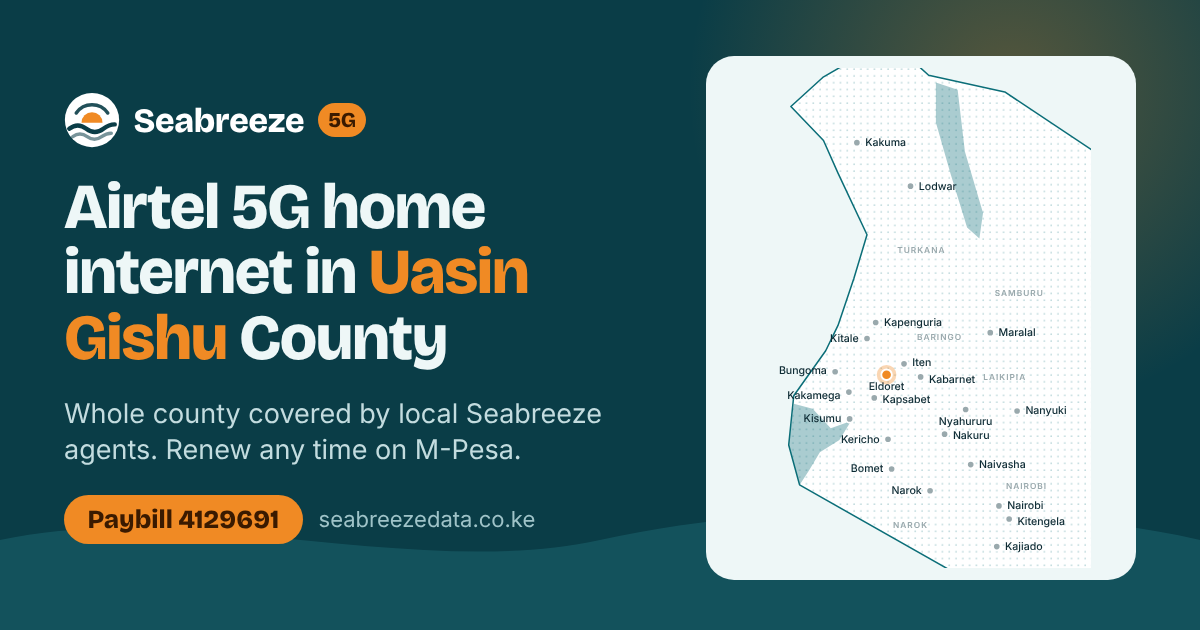 Seabreeze 5G
Airtel 5G home
internet in Uasin
Gishu County
Whole county covered by local Seabreeze
agents. Renew any time on M-Pesa.
Paybill 4129691
seabreezedata.co.ke
Kakuma
Lodwar
TURKANA
SAMBURU
Kapenguria
Maralal
Kitale
BARINGO
Iten
Bungoma
Kabarnet
LAIKIPIA
Eldoret
Kakamega
Kapsabet
Nanyuki
Kisumu
Nyahururu
Kericho
Nakuru
Bomet
Naivasha
NAIROBI
Narok
Nairobi
Kitengela
NAROK
Kajiado